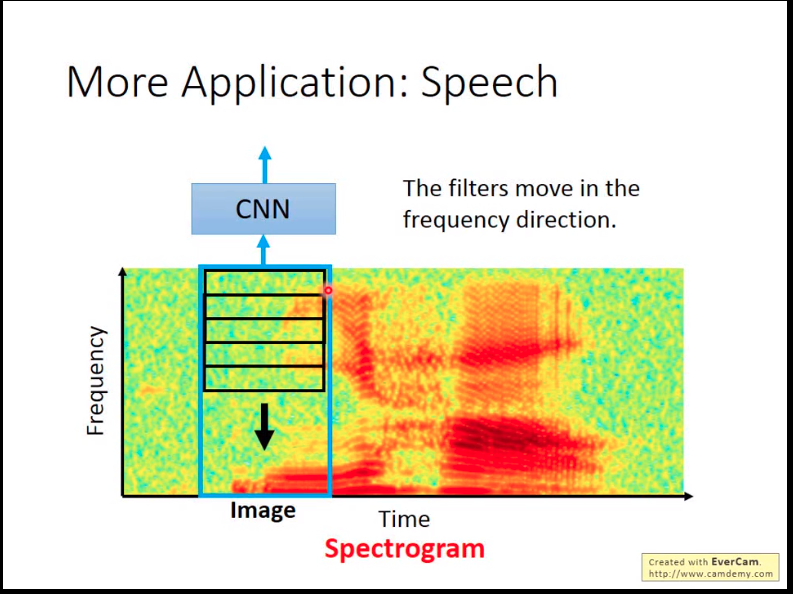 More Application: Speech
CNN
The filters move in the
frequency direction.
Frequency
Image
Time
Spectrogram
Created with EverCam.
http://www.camdemy.com